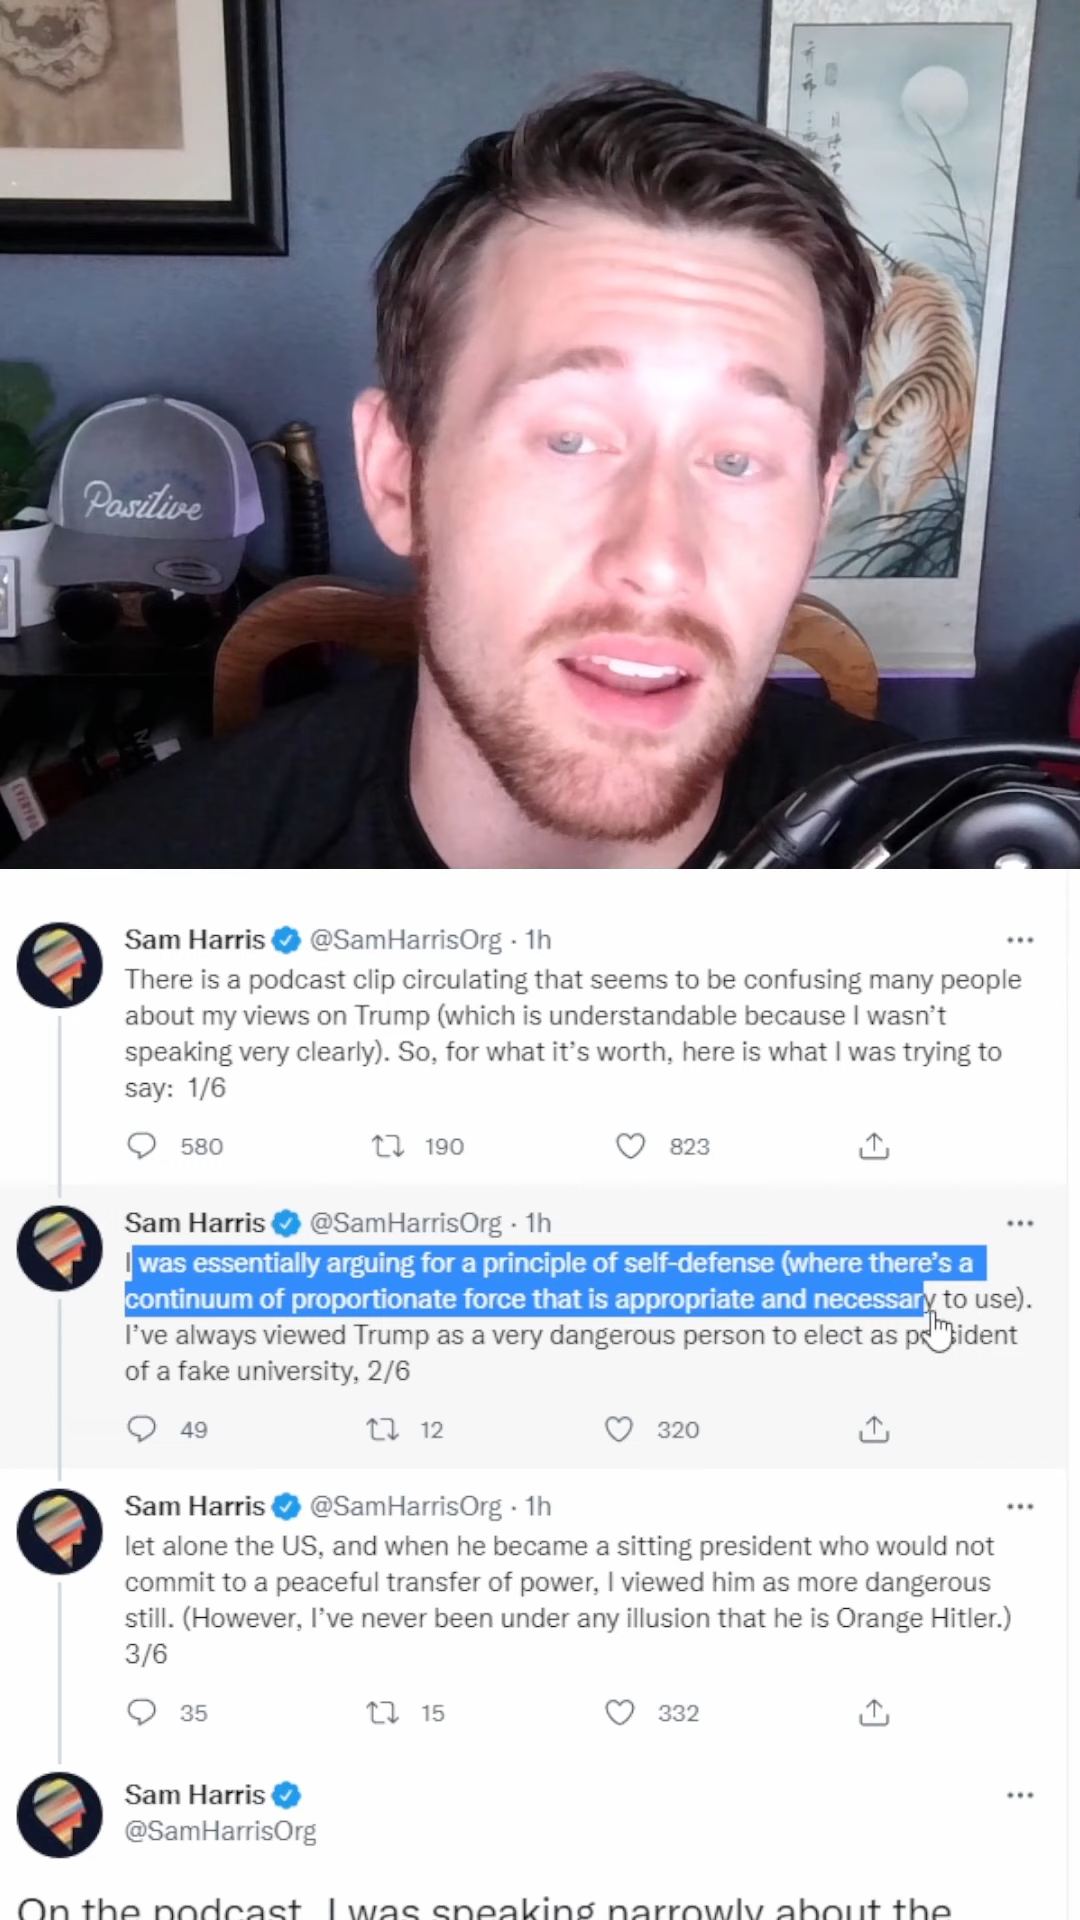 Positive
Sam Harris @SamHarrisOrg · 1h
There is a podcast clip circulating that seems to be confusing many people
about my views on Trump (which is understandable because I wasn't
speaking very clearly). So, for what it's worth, here is what I was trying to
say: 1/6
580 190 823
Sam Harris @SamHarrisOrg · 1h
I was essentially arguing for a principle of self-defense (where there's a
continuum of proportionate force that is appropriate and necessary to use).
I've always viewed Trump as a very dangerous person to elect as president
of a fake university, 2/6
49 12 320
Sam Harris @SamHarrisOrg · 1h
let alone the US, and when he became a sitting president who would not
commit to a peaceful transfer of power, I viewed him as more dangerous
still. (However, I've never been under any illusion that he is Orange Hitler.)
3/6
35 15 332
Sam Harris
@SamHarrisOrg
On the podcast, I was speaking narrowly about the